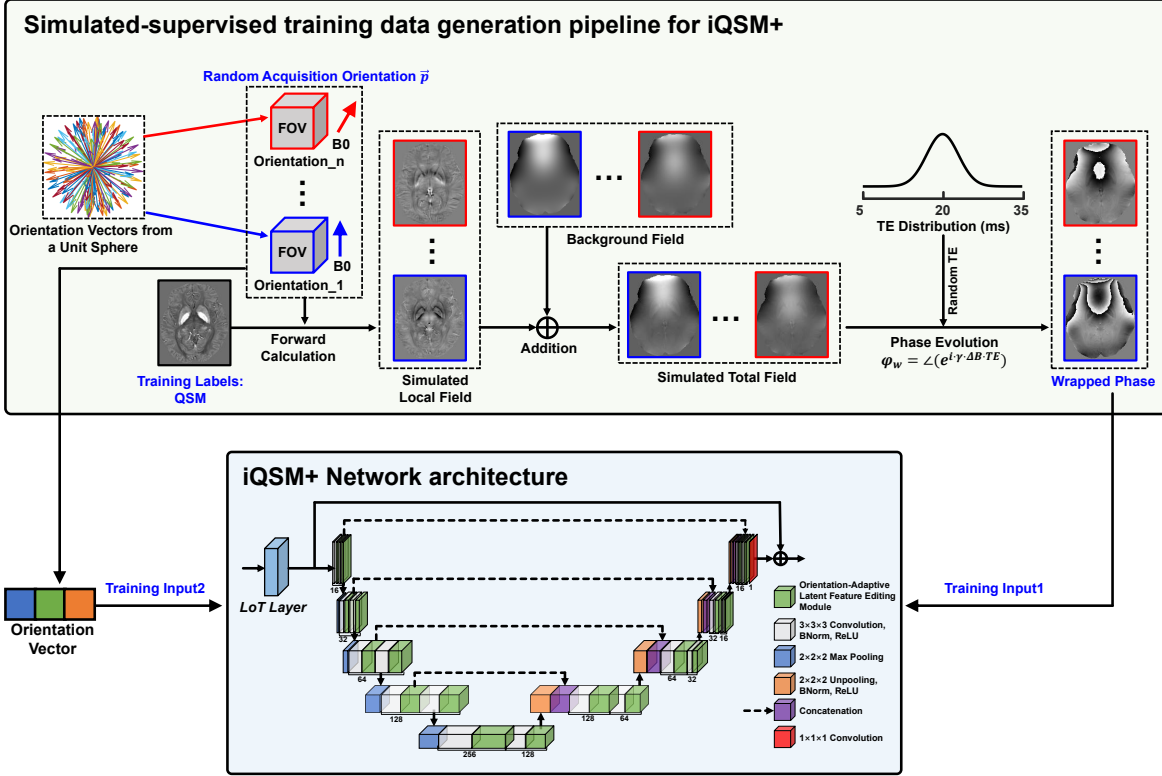 Simulated-supervised training data generation pipeline for iQSM+
Random Acquisition Orientation p⃗
FOV
B0
Orientation_n
Orientation Vectors from
a Unit Sphere
FOV
B0
Orientation_1
Forward
Calculation
Training Labels:
QSM
Simulated
Local Field
Background Field
Addition
Simulated Total Field
5
20
35
TE Distribution (ms)
Random TE
Phase Evolution
φ_w = ∠(e^{i·γ·ΔB·TE})
Wrapped Phase
iQSM+ Network architecture
LoT Layer
16
32
64
128
256
128
128
64
64
32
32 16
16 1
Training Input2
Orientation
Vector
Training Input1
Orientation-Adaptive
Latent Feature Editing
Module
3×3×3 Convolution,
BNorm, ReLU
2×2×2 Max Pooling
2×2×2 Unpooling,
BNorm, ReLU
Concatenation
1×1×1 Convolution